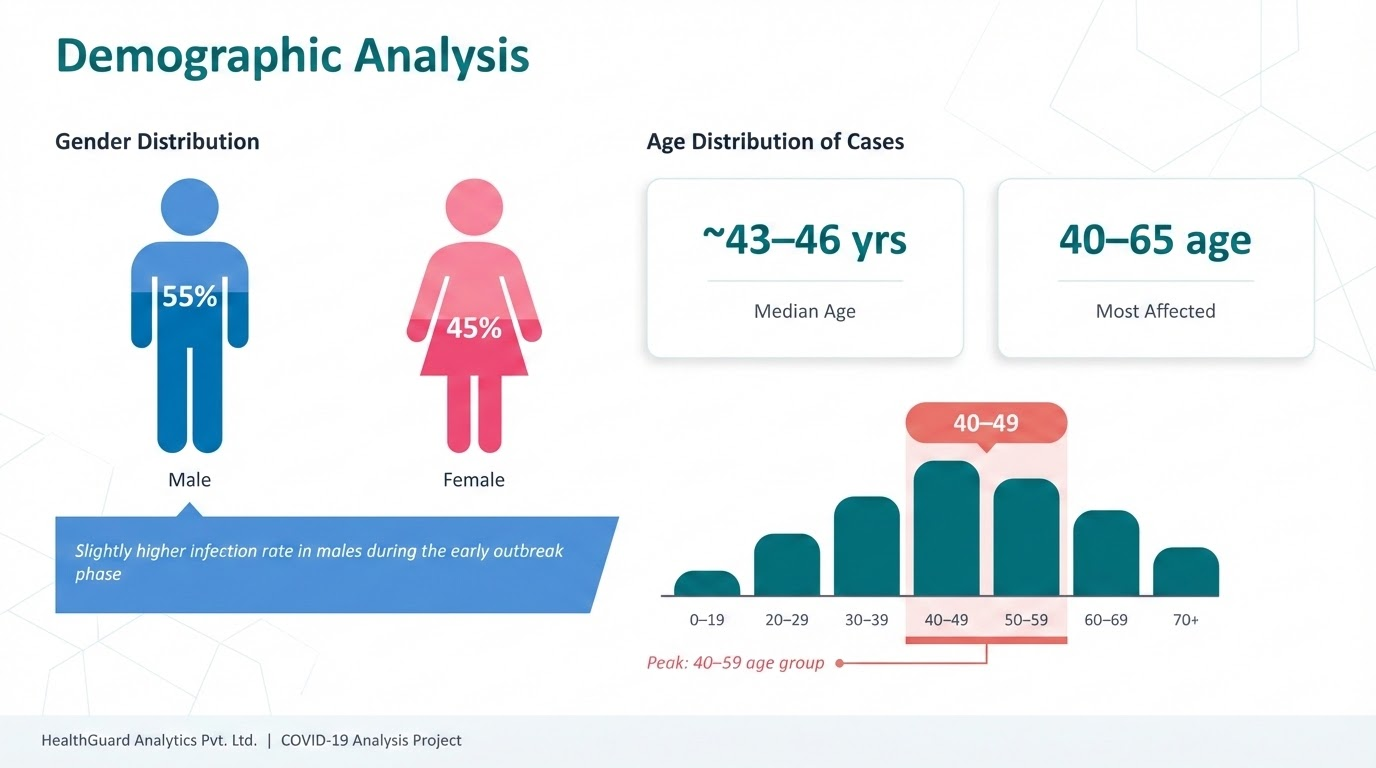 Demographic Analysis
Gender Distribution
55%
45%
Male
Female
Slightly higher infection rate in males during the early outbreak
phase
Age Distribution of Cases
~43–46 yrs
Median Age
40–65 age
Most Affected
40–49
0–19
20–29
30–39
40–49
50–59
60–69
70+
Peak: 40–59 age group
HealthGuard Analytics Pvt. Ltd. | COVID-19 Analysis Project